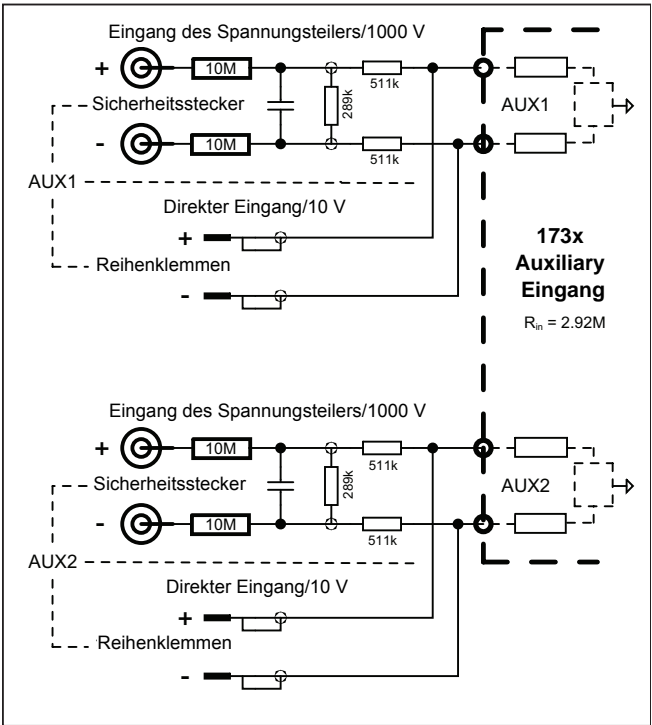 Eingang des Spannungsteilers/1000 V
+ 10M 511k
Sicherheitsstecker 289k AUX1
- 10M 511k
AUX1
Direkter Eingang/10 V
+
Reihenklemmen
-
173x
Auxiliary
Eingang
Rin = 2.92M
Eingang des Spannungsteilers/1000 V
+ 10M 511k
Sicherheitsstecker 289k AUX2
- 10M 511k
AUX2
Direkter Eingang/10 V
+
Reihenklemmen
-